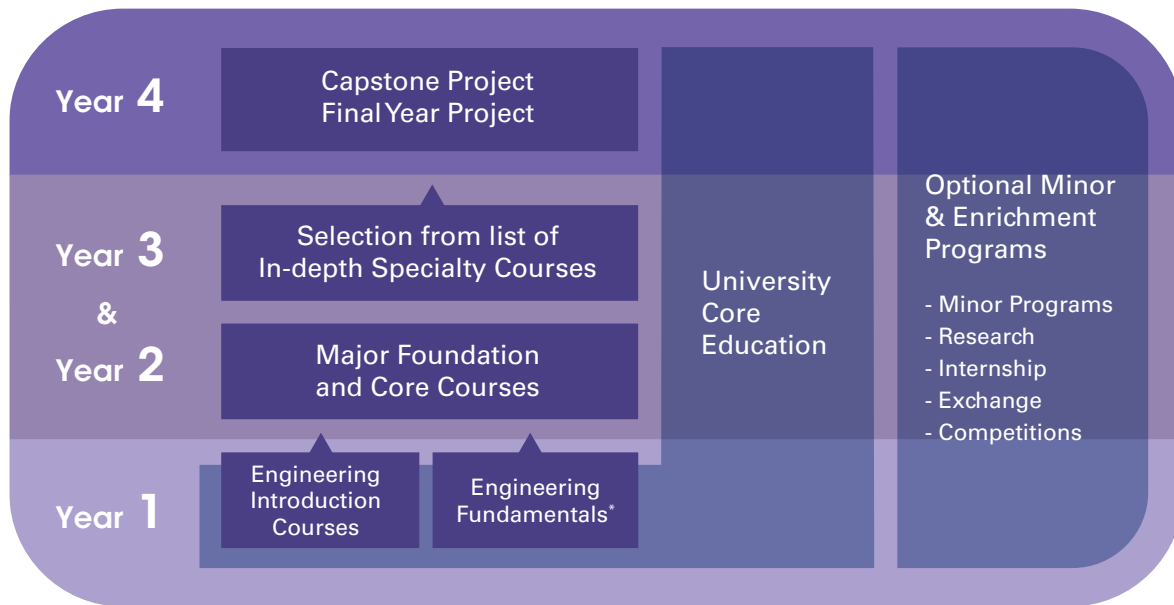 Year 4
Capstone Project
Final Year Project
Year 3
&
Year 2
Selection from list of
In-depth Specialty Courses
Major Foundation
and Core Courses
Year 1
Engineering
Introduction
Courses
Engineering
Fundamentals*
University
Core
Education
Optional Minor
& Enrichment
Programs
- Minor Programs
- Research
- Internship
- Exchange
- Competitions